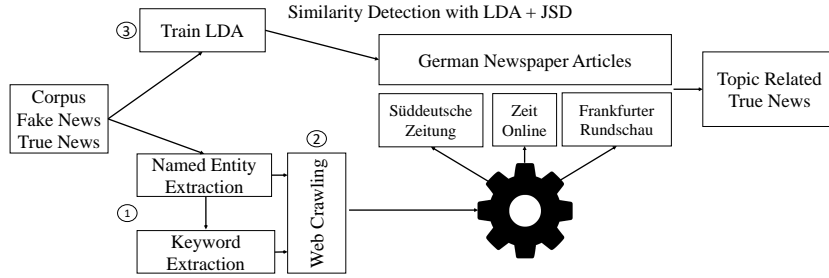 Similarity Detection with LDA + JSD
3
Train LDA
German Newspaper Articles
Topic Related
True News
Corpus
Fake News
True News
Süddeutsche
Zeitung
Zeit
Online
Frankfurter
Rundschau
2
Named Entity
Extraction
Web Crawling
1
Keyword
Extraction